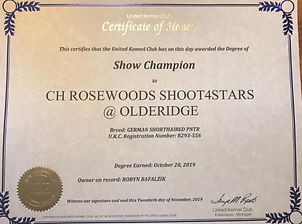 United Kennel Club
Certificate of Honor
This certifies that the United Kennel Club has on this day awarded the Degree of
Show Champion
to
CH ROSEWOODS SHOOT4STARS
@ OLDERIDGE
Breed: GERMAN SHORTHAIRED PNTR
U.K.C. Registration Number: R293-556
Degree Earned: October 20, 2019
Owner on record: ROBYN RAFALZIK
Witness our signature and seal this Twentieth day of November, 2019
United Kennel Club
Kalamazoo, Michigan